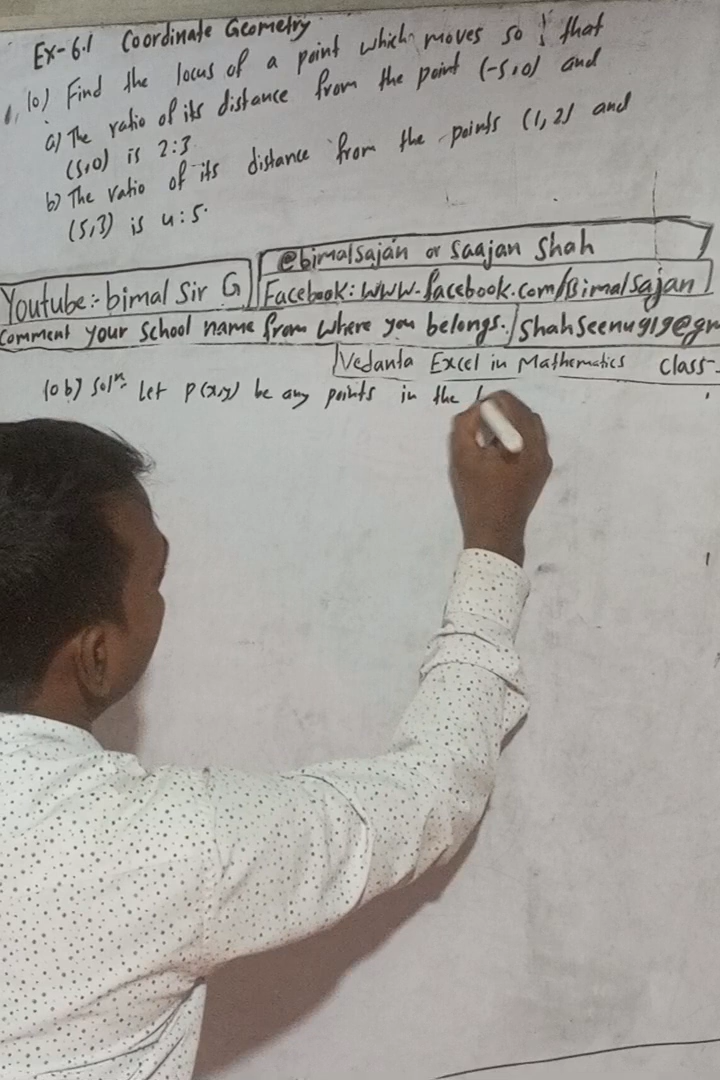 Ex-6.1 Coordinate Geometry
10) Find the locus of a point which moves so that
a) The ratio of its distance from the point (-5,0) and
(5,0) is 2:3
b) The ratio of its distance from the points (1,2) and
(5,3) is 4:5.
@bimalsajan or Saajan Shah
Youtube:- bimal Sir G
Facebook: www.facebook.com/Bimalsajan
Comment your School name from where you belongs.
Shahseenu919@gm
Vedanta Excel in Mathematics Class-
10 b) Solⁿ: Let P(x,y) be any points in the